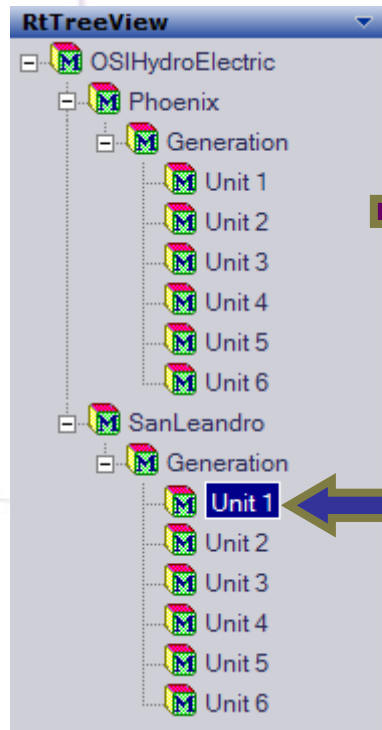 RtTreeView
OSIHydroElectric
Phoenix
Generation
Unit 1
Unit 2
Unit 3
Unit 4
Unit 5
Unit 6
SanLeandro
Generation
Unit 1
Unit 2
Unit 3
Unit 4
Unit 5
Unit 6